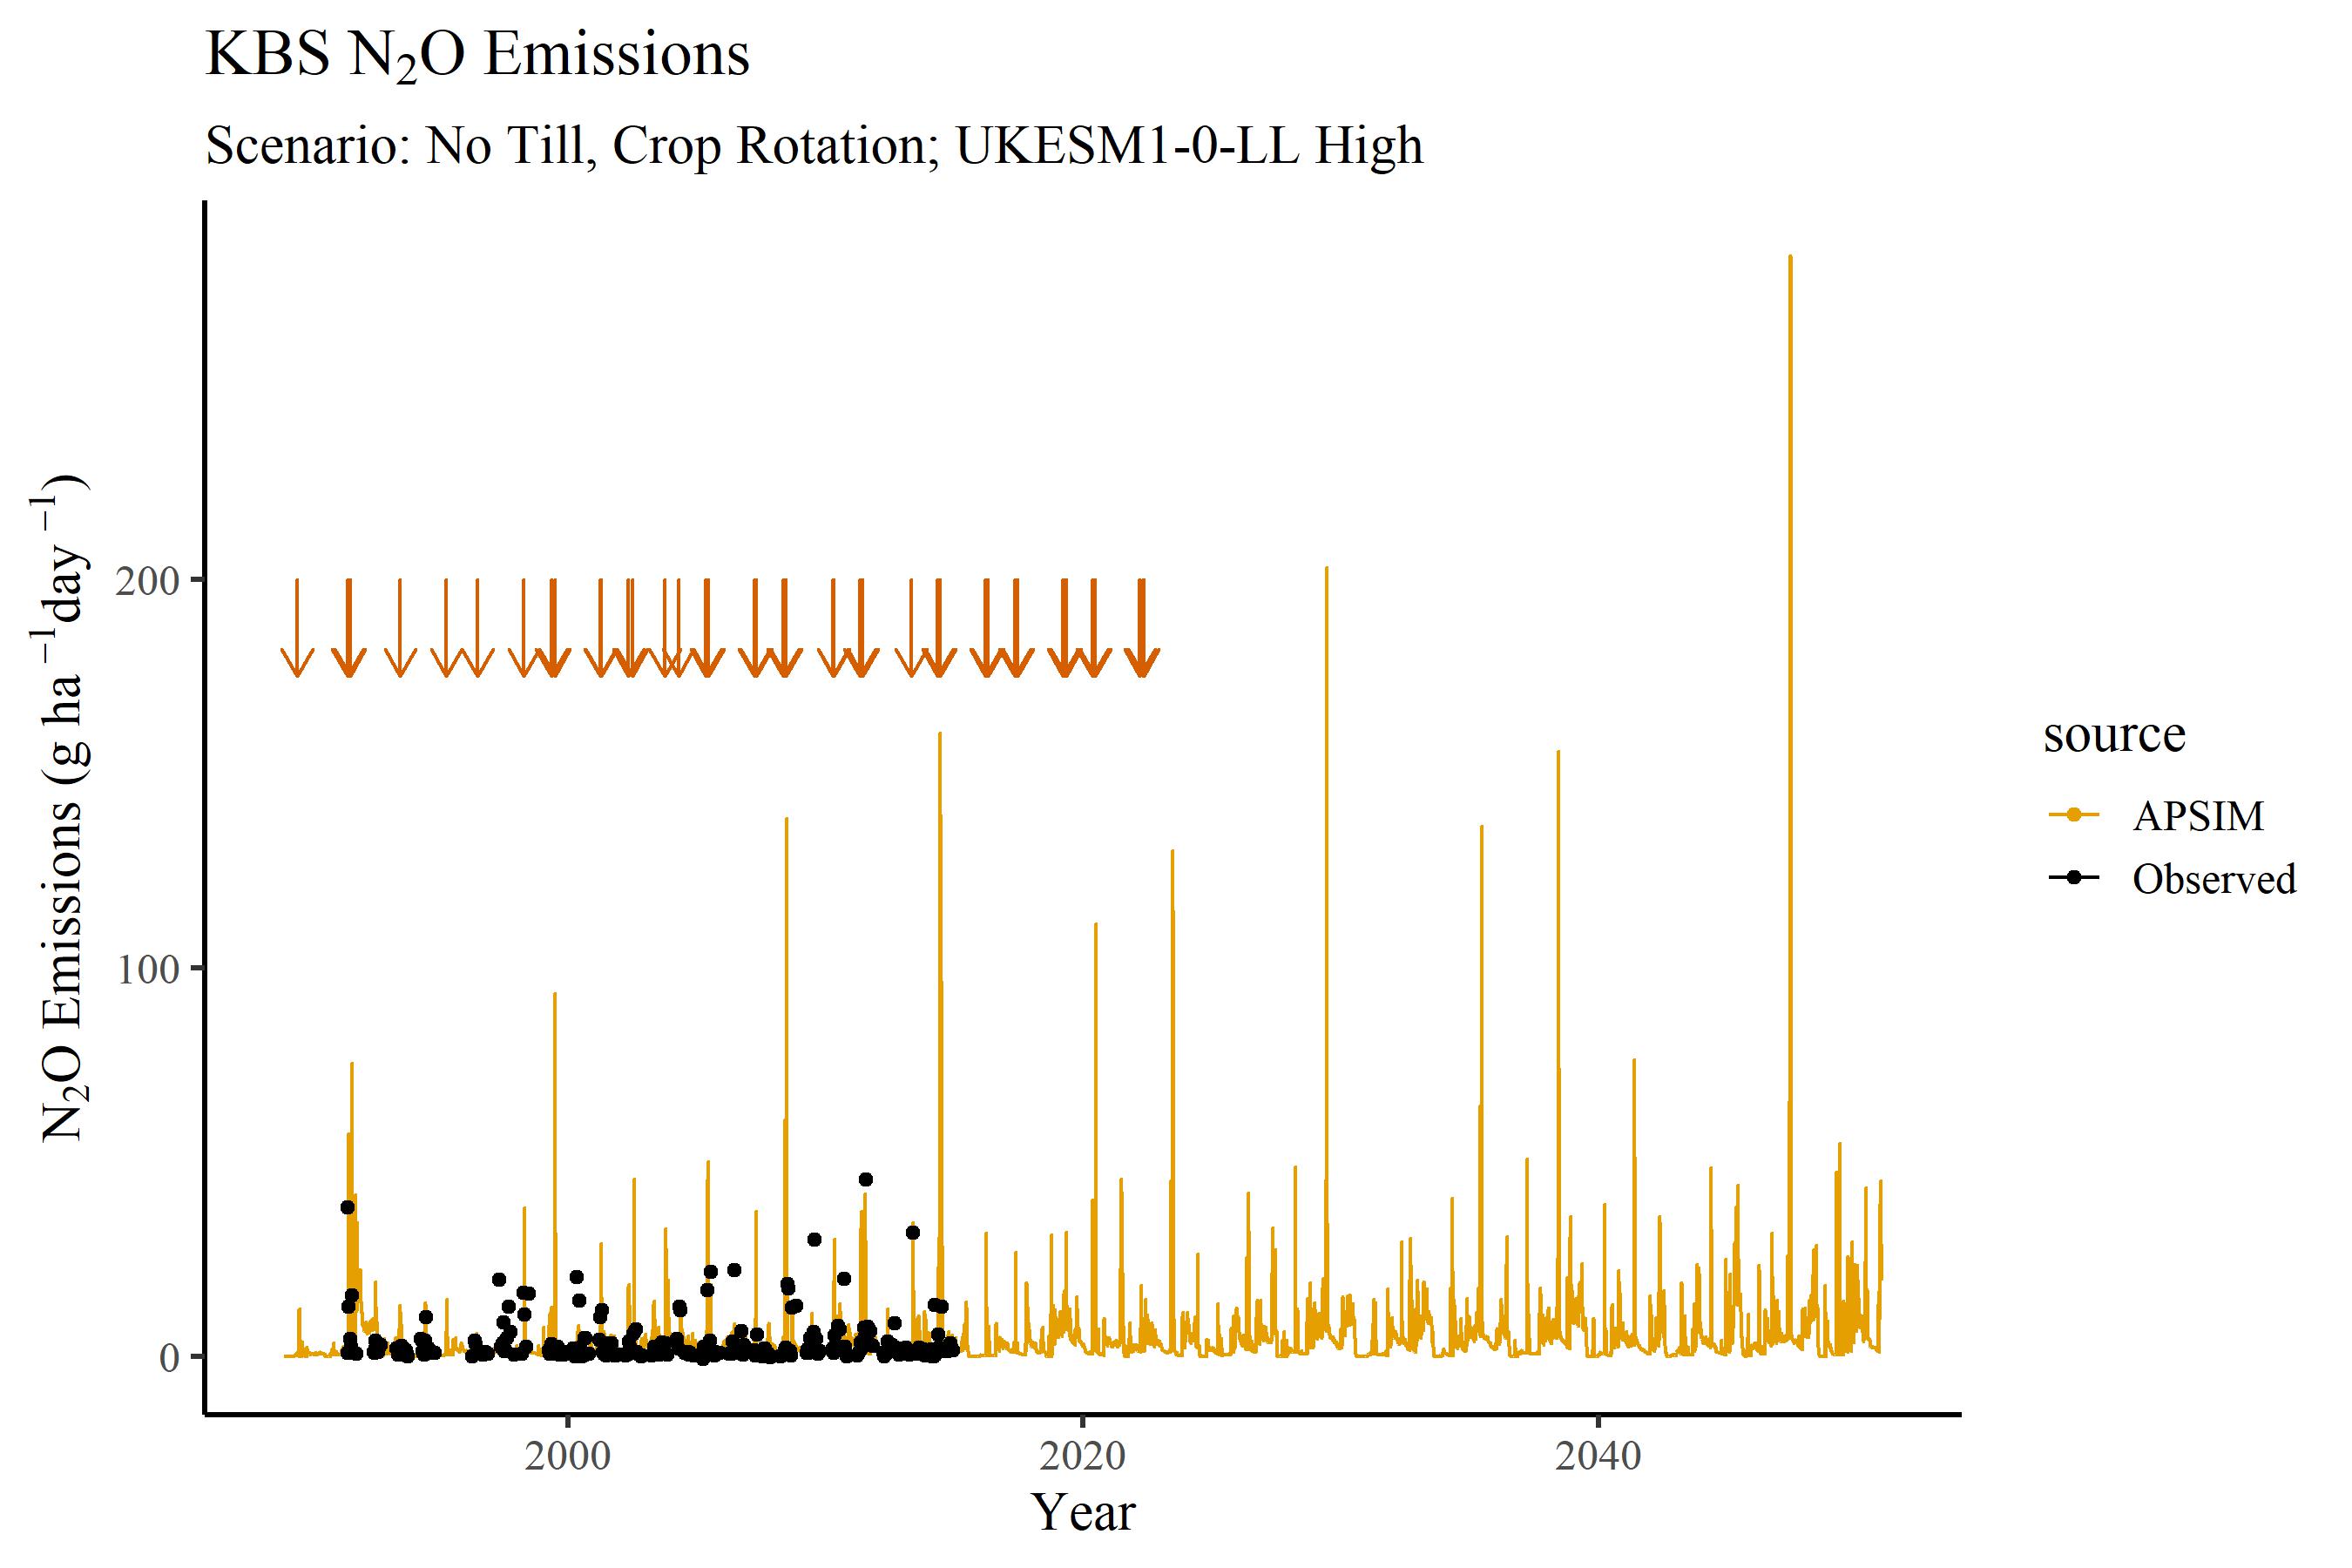 KBS N₂O Emissions
Scenario: No Till, Crop Rotation; UKESM1-0-LL High
N₂O Emissions (g ha⁻¹day⁻¹)
200
100
0
2000
2020
2040
Year
source
APSIM
Observed